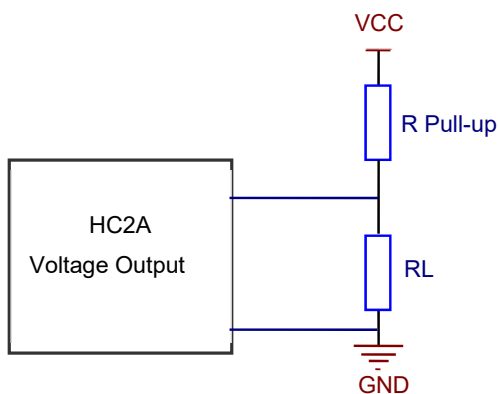 VCC
R Pull-up
HC2A
Voltage Output
RL
GND